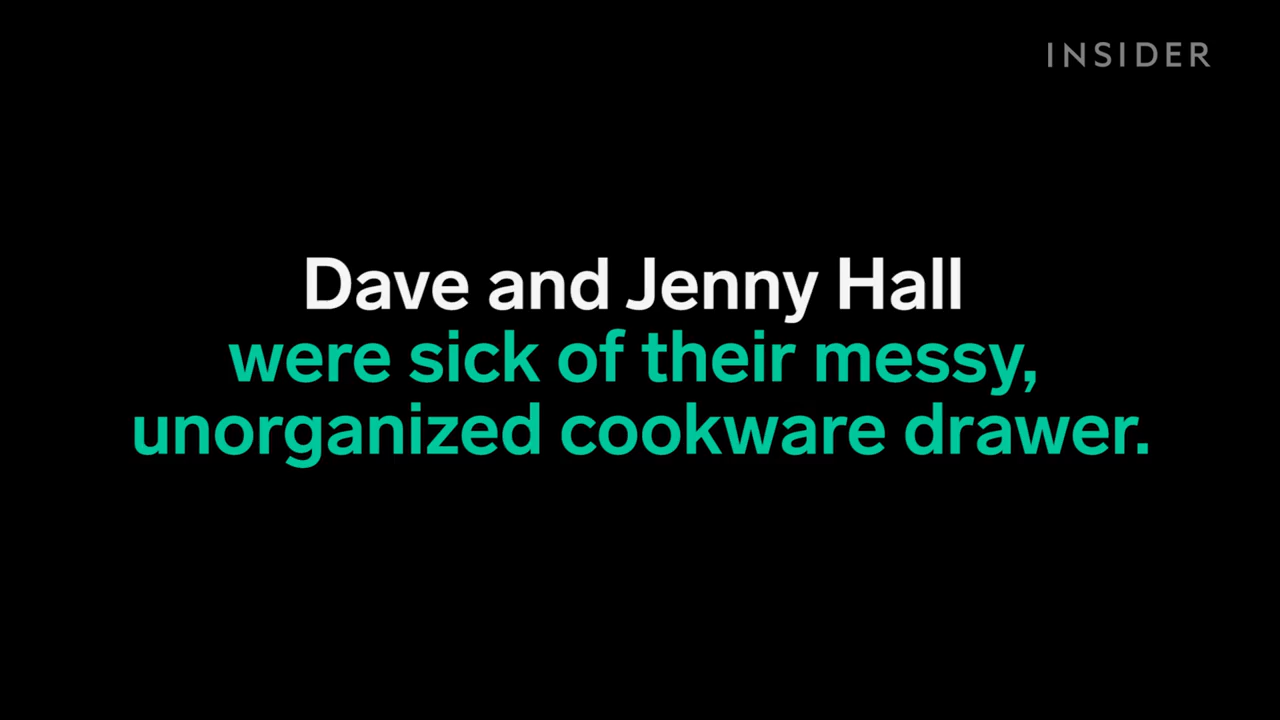 INSIDER
Dave and Jenny Hall
were sick of their messy,
unorganized cookware drawer.